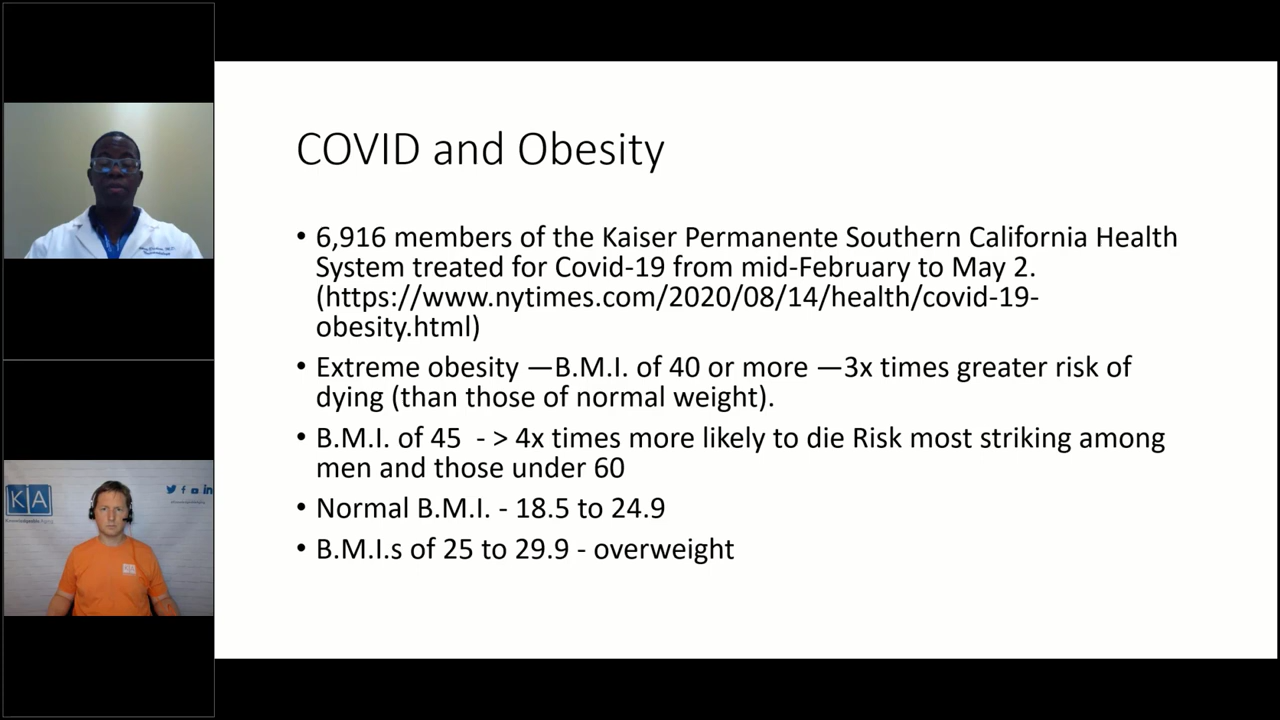 COVID and Obesity
• 6,916 members of the Kaiser Permanente Southern California Health
System treated for Covid-19 from mid-February to May 2.
(https://www.nytimes.com/2020/08/14/health/covid-19-
obesity.html)
• Extreme obesity —B.M.I. of 40 or more —3x times greater risk of
dying (than those of normal weight).
• B.M.I. of 45  - > 4x times more likely to die Risk most striking among
men and those under 60
• Normal B.M.I. - 18.5 to 24.9
• B.M.I.s of 25 to 29.9 - overweight
KA